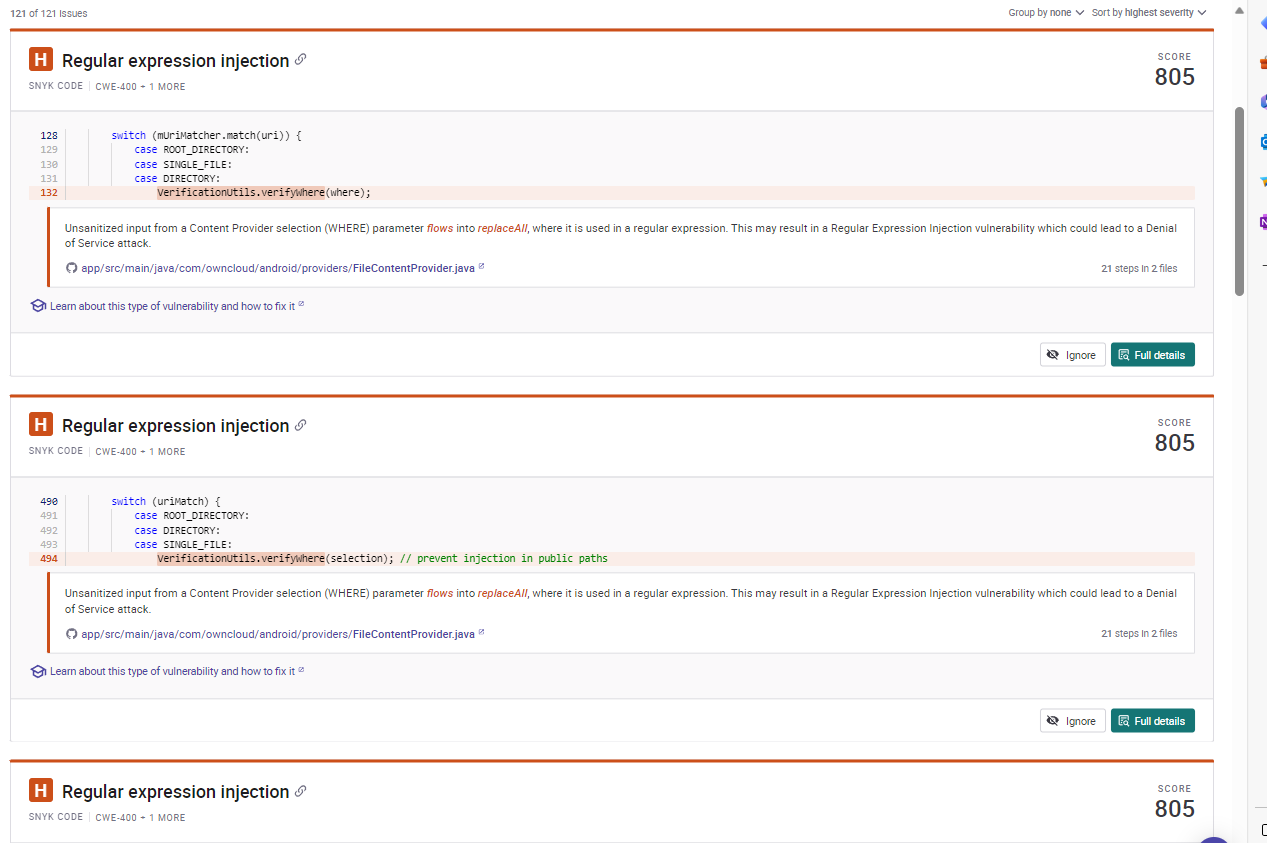 121 of 121 issues
Group by none Sort by highest severity
H Regular expression injection
SCORE
805
SNYK CODE CWE-400 + 1 MORE
128 switch (mUriMatcher.match(uri)) {
129 case ROOT_DIRECTORY:
130 case SINGLE_FILE:
131 case DIRECTORY:
132 VerificationUtils.verifyWhere(where);
Unsanitized input from a Content Provider selection (WHERE) parameter flows into replaceAll, where it is used in a regular expression. This may result in a Regular Expression Injection vulnerability which could lead to a Denial
of Service attack.
app/src/main/java/com/owncloud/android/providers/FileContentProvider.java 21 steps in 2 files
Learn about this type of vulnerability and how to fix it
Ignore Full details
H Regular expression injection
SCORE
805
SNYK CODE CWE-400 + 1 MORE
490 switch (uriMatch) {
491 case ROOT_DIRECTORY:
492 case DIRECTORY:
493 case SINGLE_FILE:
494 VerificationUtils.verifyWhere(selection); // prevent injection in public paths
Unsanitized input from a Content Provider selection (WHERE) parameter flows into replaceAll, where it is used in a regular expression. This may result in a Regular Expression Injection vulnerability which could lead to a Denial
of Service attack.
app/src/main/java/com/owncloud/android/providers/FileContentProvider.java 21 steps in 2 files
Learn about this type of vulnerability and how to fix it
Ignore Full details
H Regular expression injection
SCORE
805
SNYK CODE CWE-400 + 1 MORE